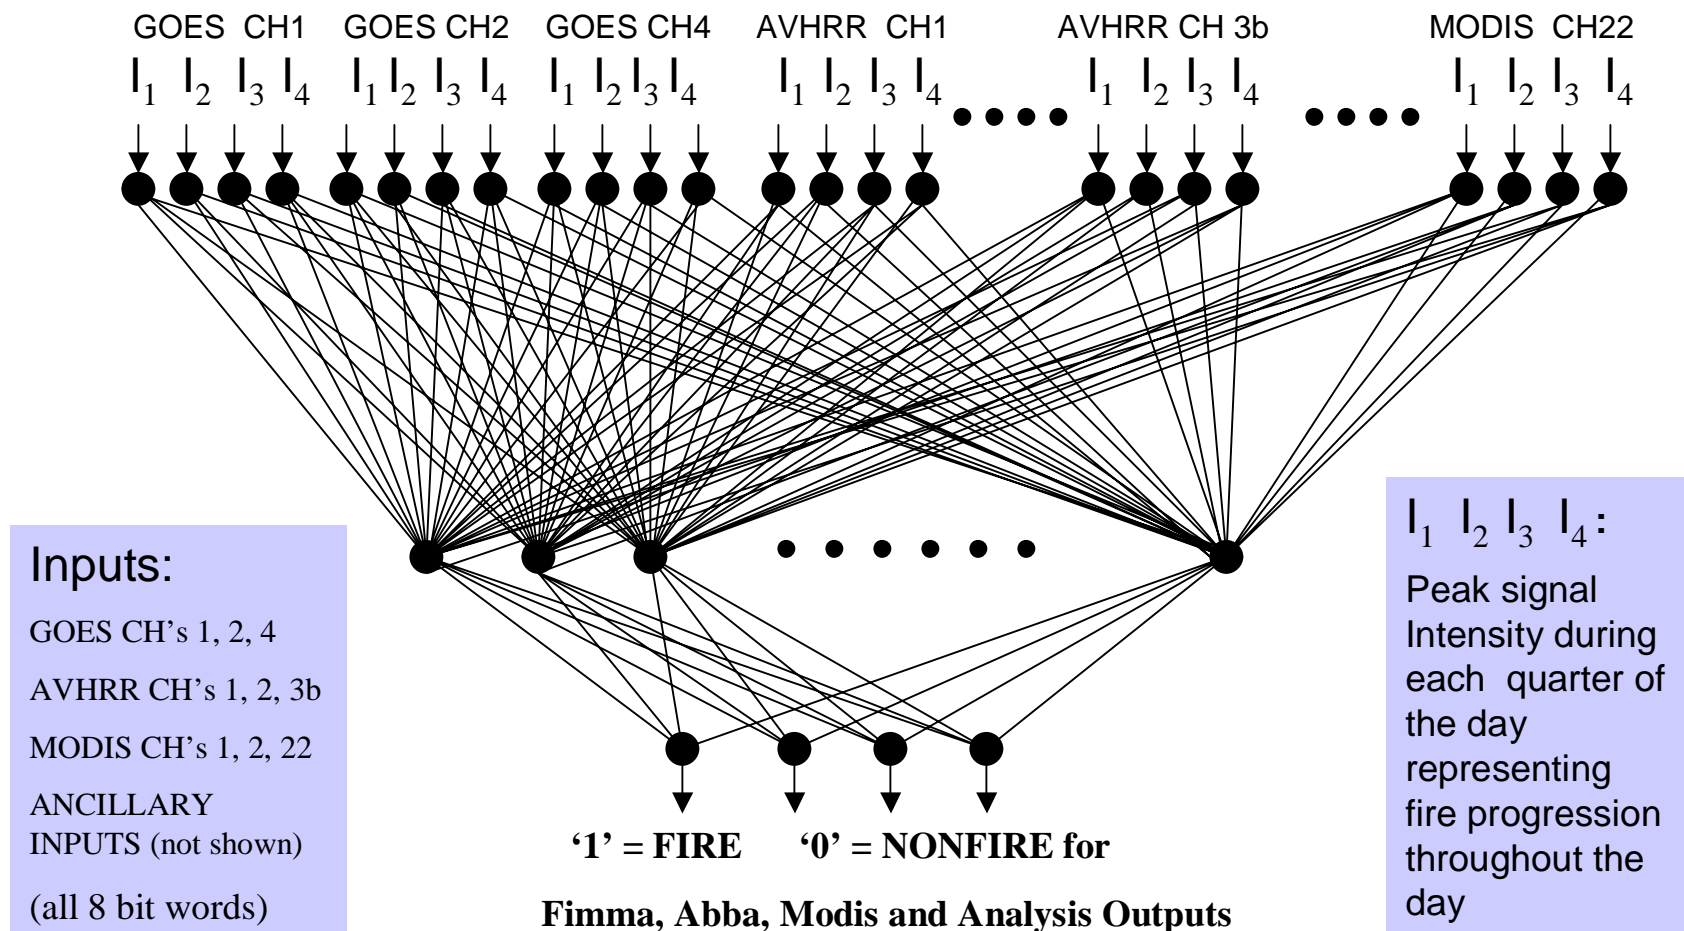 GOES CH1 GOES CH2 GOES CH4 AVHRR CH1 AVHRR CH 3b MODIS CH22
I1 I2 I3 I4 I1 I2 I3 I4 I1 I2 I3 I4 I1 I2 I3 I4 I1 I2 I3 I4 I1 I2 I3 I4
Inputs:
GOES CH’s 1, 2, 4
AVHRR CH’s 1, 2, 3b
MODIS CH’s 1, 2, 22
ANCILLARY
INPUTS (not shown)
(all 8 bit words)
‘1’ = FIRE ‘0’ = NONFIRE for
Fimma, Abba, Modis and Analysis Outputs
I1 I2 I3 I4 :
Peak signal
Intensity during
each quarter of
the day
representing
fire progression
throughout the
day